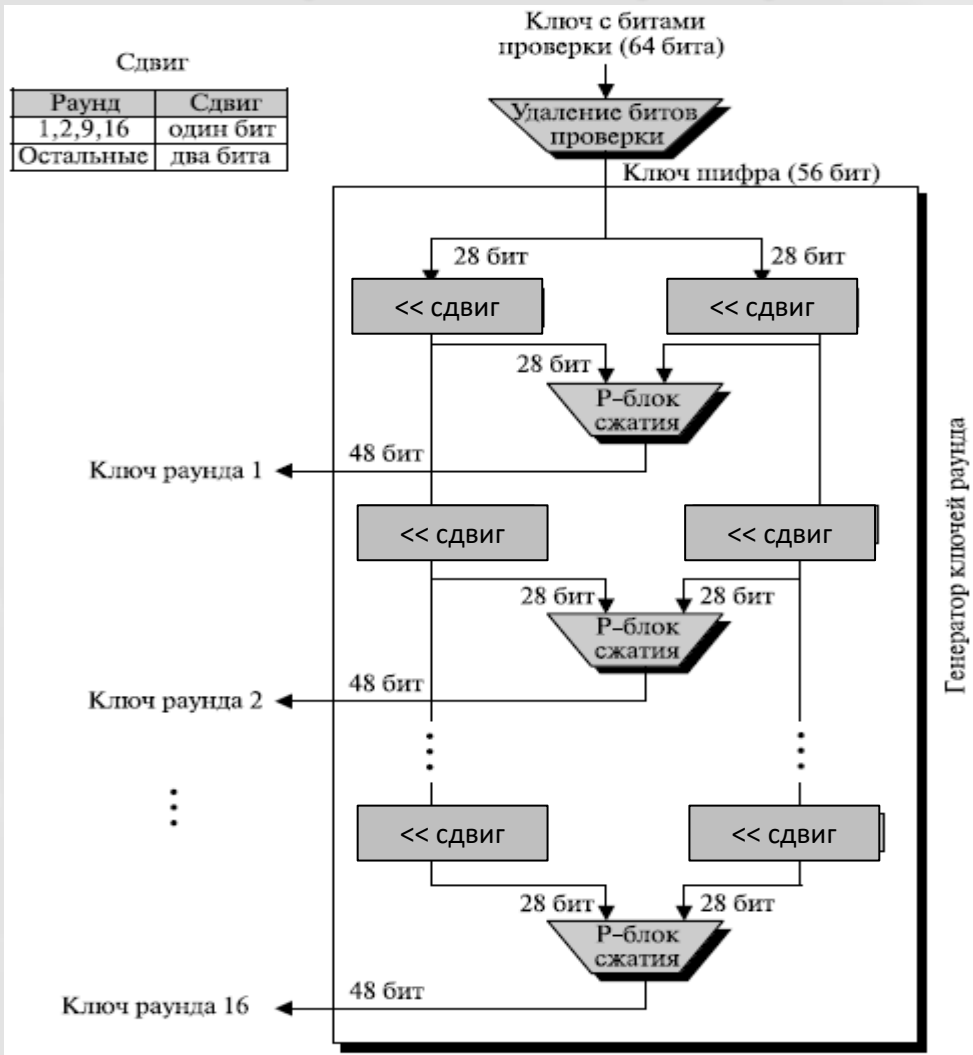 Ключ с битами
проверки (64 бита)
Сдвиг
Раунд Сдвиг
1,2,9,16 один бит
Остальные два бита
Удаление битов
проверки
Ключ шифра (56 бит)
28 бит 28 бит
<< сдвиг << сдвиг
28 бит
Р-блок
сжатия
48 бит
Ключ раунда 1
<< сдвиг << сдвиг
28 бит 28 бит
Р-блок
сжатия
48 бит
Ключ раунда 2
<< сдвиг << сдвиг
28 бит 28 бит
Р-блок
сжатия
48 бит
Ключ раунда 16
Генератор ключей раунда